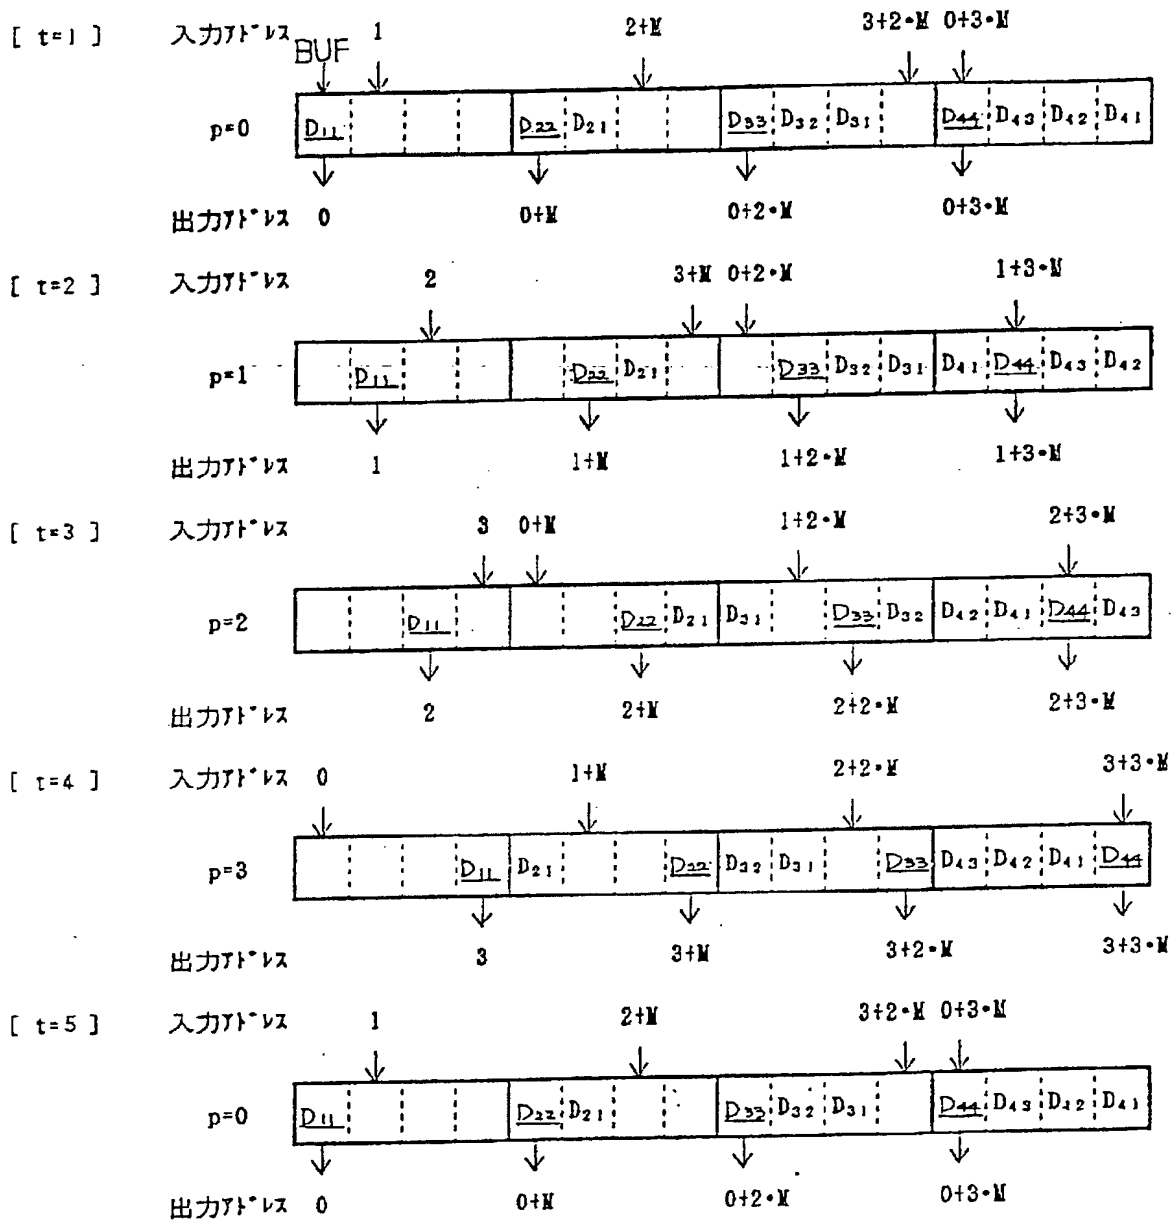 [ t=1 ] 入力アドレス 1 2+M 3+2・M 0+3・M
BUF
p=0 D11 D22 D21 D33 D32 D31 D44 D43 D42 D41
出力アドレス 0 0+M 0+2・M 0+3・M
[ t=2 ] 入力アドレス 2 3+M 0+2・M 1+3・M
p=1 D11 D22 D21 D33 D32 D31 D41 D44 D43 D42
出力アドレス 1 1+M 1+2・M 1+3・M
[ t=3 ] 入力アドレス 3 0+M 1+2・M 2+3・M
p=2 D11 D22 D21 D31 D33 D32 D42 D41 D44 D43
出力アドレス 2 2+M 2+2・M 2+3・M
[ t=4 ] 入力アドレス 0 1+M 2+2・M 3+3・M
p=3 D11 D21 D22 D32 D31 D33 D43 D42 D41 D44
出力アドレス 3 3+M 3+2・M 3+3・M
[ t=5 ] 入力アドレス 1 2+M 3+2・M 0+3・M
p=0 D11 D22 D21 D33 D32 D31 D44 D43 D42 D41
出力アドレス 0 0+M 0+2・M 0+3・M